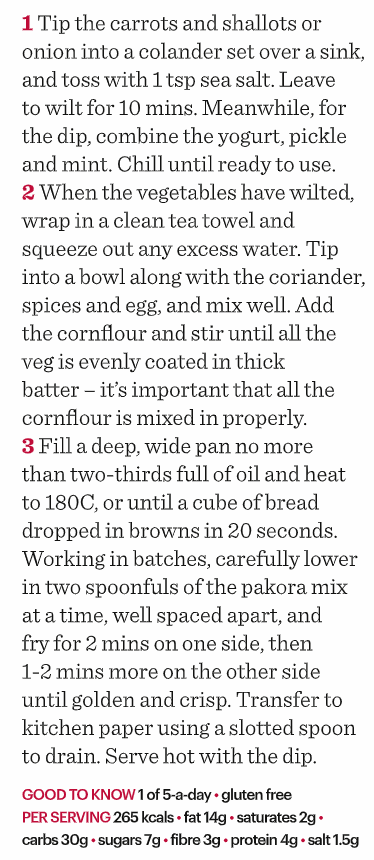 1 Tip the carrots and shallots or
onion into a colander set over a sink,
and toss with 1 tsp sea salt. Leave
to wilt for 10 mins. Meanwhile, for
the dip, combine the yogurt, pickle
and mint. Chill until ready to use.
2 When the vegetables have wilted,
wrap in a clean tea towel and
squeeze out any excess water. Tip
into a bowl along with the coriander,
spices and egg, and mix well. Add
the cornflour and stir until all the
veg is evenly coated in thick
batter – it's important that all the
cornflour is mixed in properly.
3 Fill a deep, wide pan no more
than two-thirds full of oil and heat
to 180C, or until a cube of bread
dropped in browns in 20 seconds.
Working in batches, carefully lower
in two spoonfuls of the pakora mix
at a time, well spaced apart, and
fry for 2 mins on one side, then
1-2 mins more on the other side
until golden and crisp. Transfer to
kitchen paper using a slotted spoon
to drain. Serve hot with the dip.
GOOD TO KNOW 1 of 5-a-day • gluten free
PER SERVING 265 kcals • fat 14g • saturates 2g •
carbs 30g • sugars 7g • fibre 3g • protein 4g • salt 1.5g